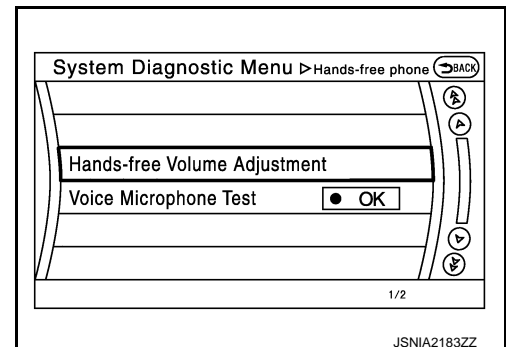 System Diagnostic Menu ▷Hands-free phone BACK
Hands-free Volume Adjustment
Voice Microphone Test ● OK
1/2
JSNIA2183ZZ